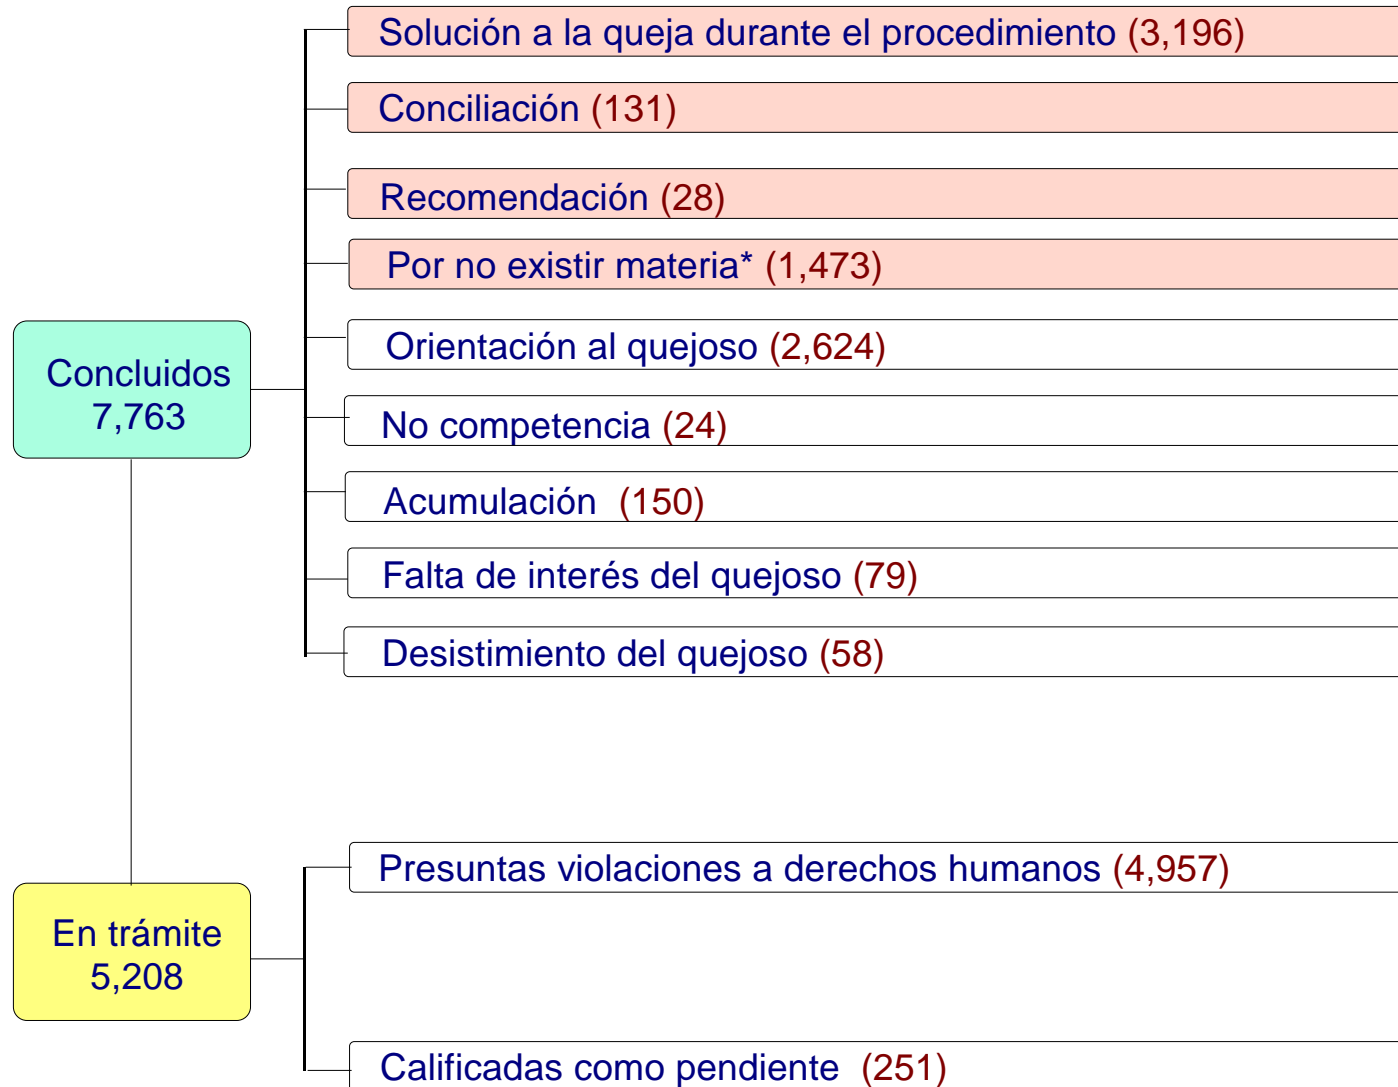 Solución a la queja durante el procedimiento (3,196)
Conciliación (131)
Recomendación (28)
Por no existir materia* (1,473)
Orientación al quejoso (2,624)
Concluidos
7,763
No competencia (24)
Acumulación (150)
Falta de interés del quejoso (79)
Desistimiento del quejoso (58)
Presuntas violaciones a derechos humanos (4,957)
En trámite
5,208
Calificadas como pendiente (251)